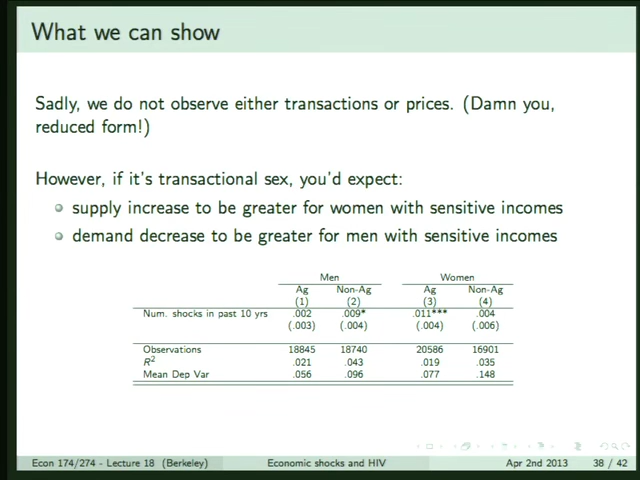 What we can show
Sadly, we do not observe either transactions or prices. (Damn you,
reduced form!)
However, if it's transactional sex, you'd expect:
supply increase to be greater for women with sensitive incomes
demand decrease to be greater for men with sensitive incomes
Men Women
Ag Non-Ag Ag Non-Ag
(1) (2) (3) (4)
Num. shocks in past 10 yrs .002 .009* .011*** .004
(.003) (.004) (.004) (.006)
Observations 18845 18740 20586 16901
R² .021 .043 .019 .035
Mean Dep Var .056 .096 .077 .148
Econ 174/274 - Lecture 18 (Berkeley) Economic shocks and HIV Apr 2nd 2013 38 / 42